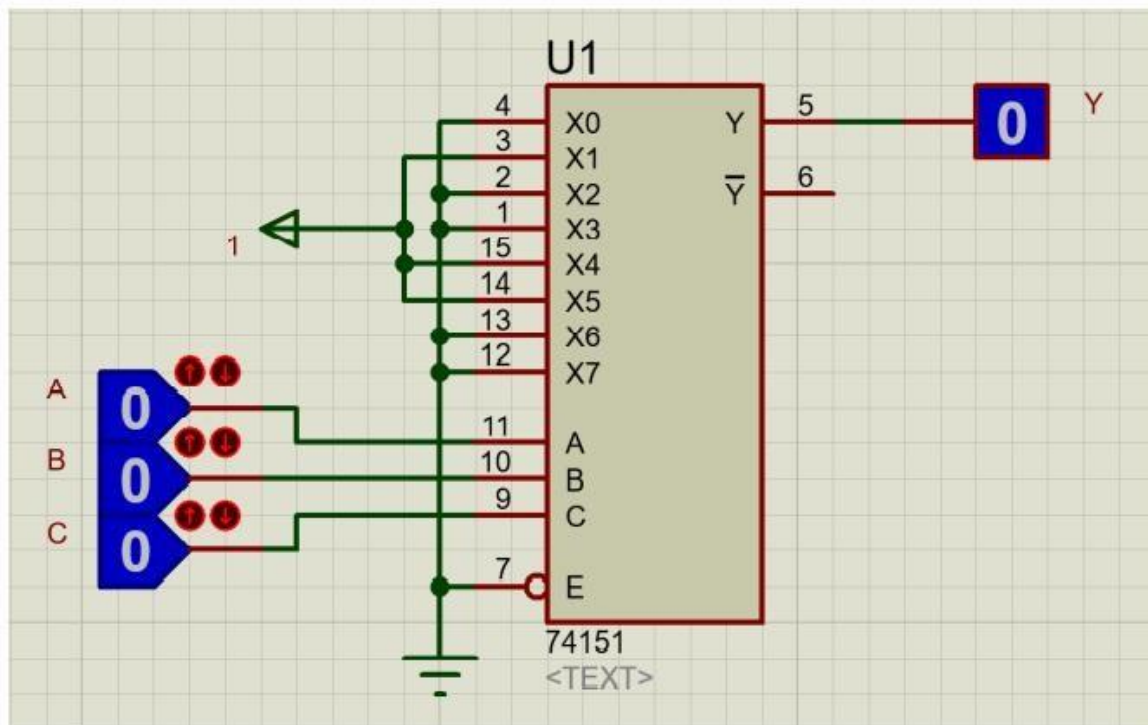 U1
4 X0 Y 5 0 Y
3 X1
2 X2 Y 6
1 X3
1
15 X4
14 X5
13 X6
12 X7
A 0 ↑ ↓
11 A
B 0 ↑ ↓
10 B
9 C
C 0 ↑ ↓
7 E
74151
<TEXT>